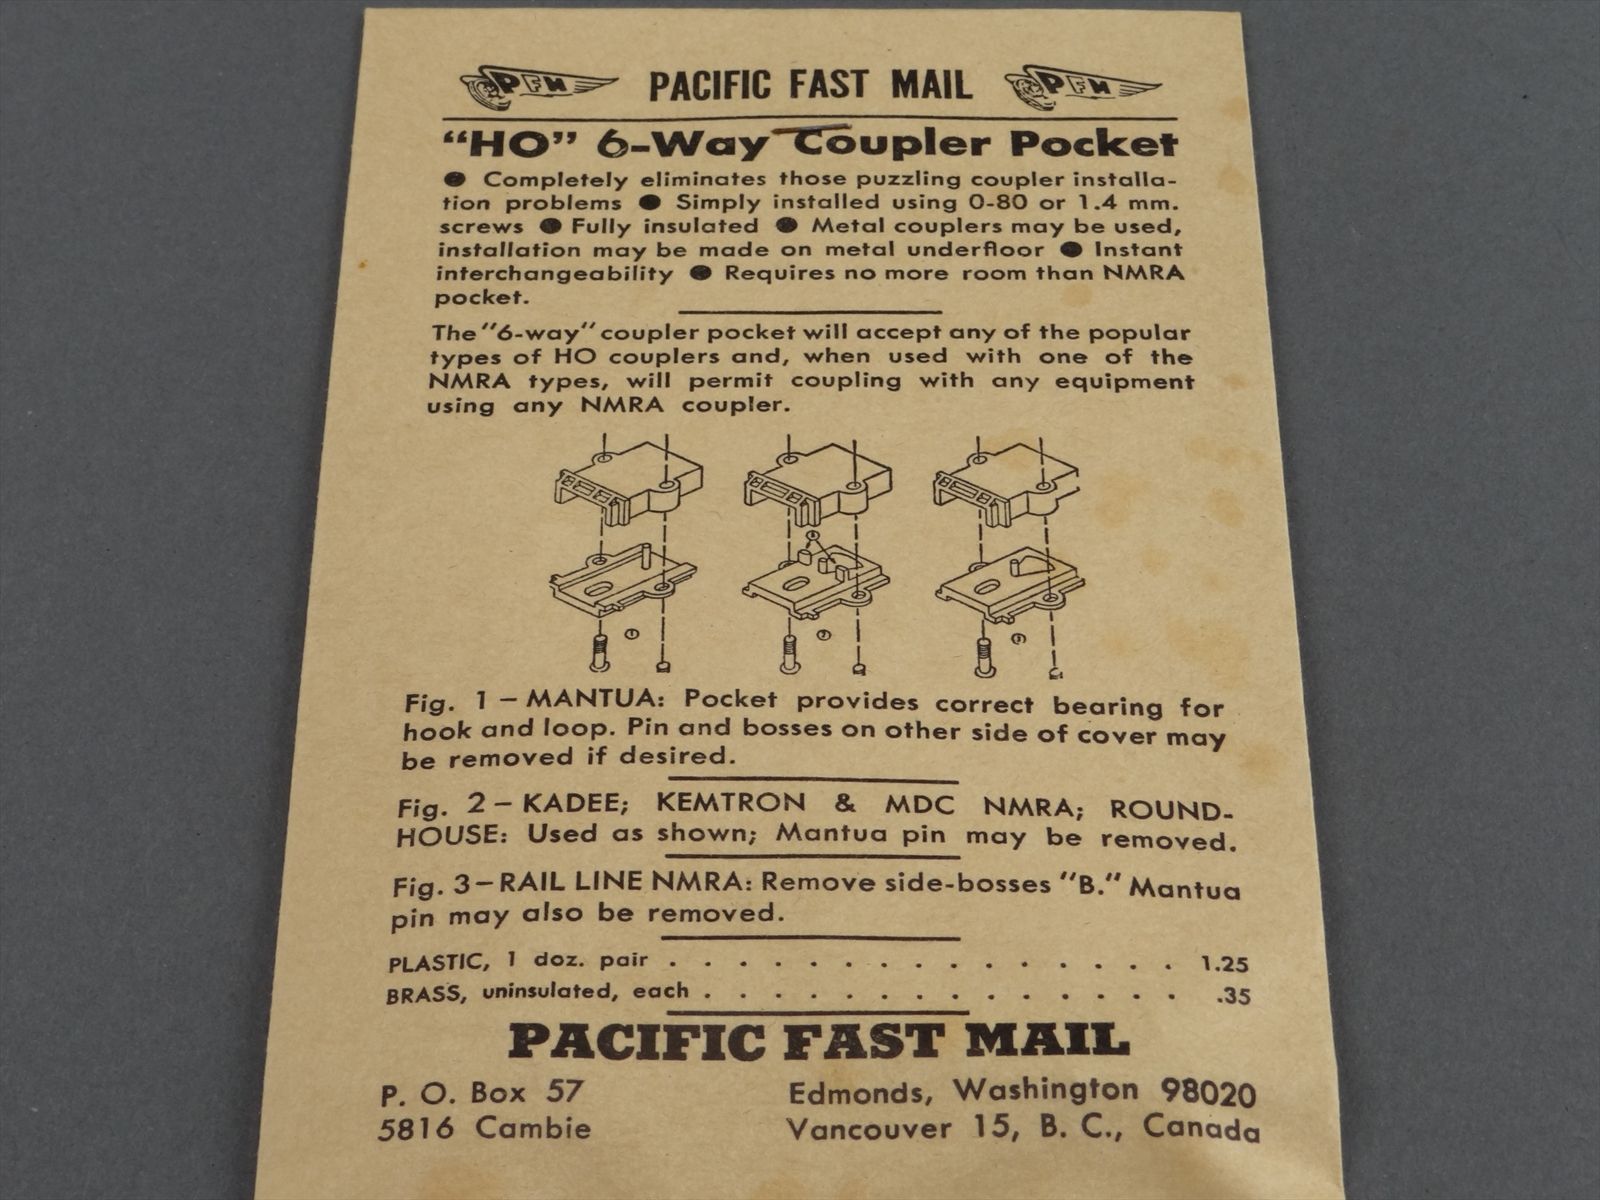 PFM PACIFIC FAST MAIL PFM
“HO” 6-Way Coupler Pocket
● Completely eliminates those puzzling coupler installa-
tion problems ● Simply installed using 0-80 or 1.4 mm.
screws ● Fully insulated ● Metal couplers may be used,
installation may be made on metal underfloor ● Instant
interchangeability ● Requires no more room than NMRA
pocket.
The "6-way" coupler pocket will accept any of the popular
types of HO couplers and, when used with one of the
NMRA types, will permit coupling with any equipment
using any NMRA coupler.
1 2 3
Fig. 1 – MANTUA: Pocket provides correct bearing for
hook and loop. Pin and bosses on other side of cover may
be removed if desired.
Fig. 2 – KADEE; KEMTRON & MDC NMRA; ROUND-
HOUSE: Used as shown; Mantua pin may be removed.
Fig. 3 – RAIL LINE NMRA: Remove side-bosses "B." Mantua
pin may also be removed.
PLASTIC, 1 doz. pair . . . . . . . . . . . . . . . 1.25
BRASS, uninsulated, each . . . . . . . . . . . . . . .35
PACIFIC FAST MAIL
P. O. Box 57 Edmonds, Washington 98020
5816 Cambie Vancouver 15, B. C., Canada